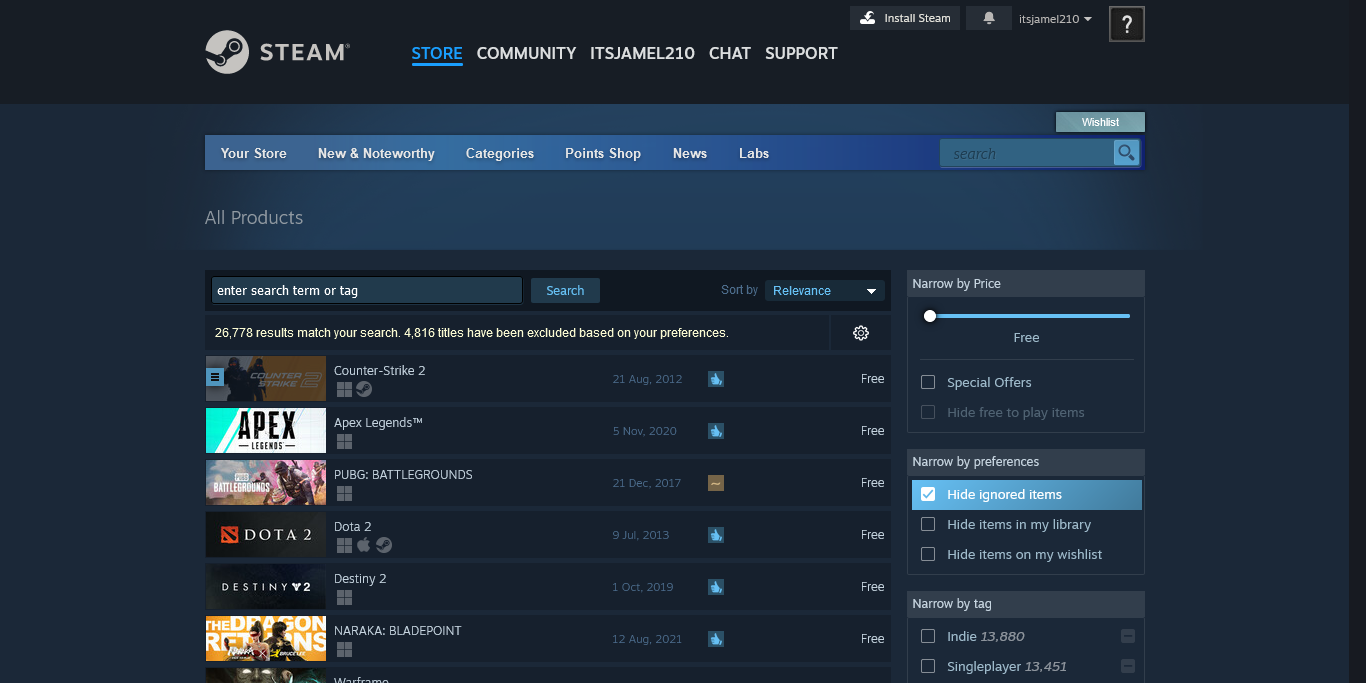 Install Steam
itsjamel210
?
STEAM®
STORE COMMUNITY ITSJAMEL210 CHAT SUPPORT
Wishlist
Your Store New & Noteworthy Categories Points Shop News Labs search
All Products
enter search term or tag Search Sort by Relevance
26,778 results match your search. 4,816 titles have been excluded based on your preferences.
COUNTER STRIKE 2
Counter-Strike 2 21 Aug, 2012 Free
APEX LEGENDS
Apex Legends™ 5 Nov, 2020 Free
PUBG BATTLEGROUNDS
PUBG: BATTLEGROUNDS 21 Dec, 2017 Free
DOTA 2
Dota 2 9 Jul, 2013 Free
DESTINY 2
Destiny 2 1 Oct, 2019 Free
THE DRAGON RETURNS
BRUCE LEE
NARAKA: BLADEPOINT 12 Aug, 2021 Free
Warframe
Narrow by Price
Free
Special Offers
Hide free to play items
Narrow by preferences
Hide ignored items
Hide items in my library
Hide items on my wishlist
Narrow by tag
Indie 13,880
Singleplayer 13,451